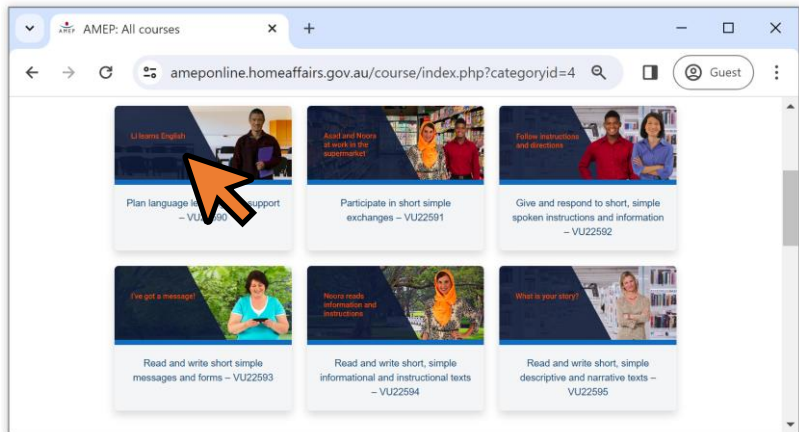 AMEP: All courses
ameponline.homeaffairs.gov.au/course/index.php?categoryid=4
Guest
Li learns English
Plan language support
– VU 90
Asad and Noora
at work in the
supermarket
Participate in short simple
exchanges – VU22591
Follow instructions
and directions
Give and respond to short, simple
spoken instructions and information
– VU22592
I've got a message!
Read and write short simple
messages and forms – VU22593
Noora reads
information and
instructions
Read and write short, simple
informational and instructional texts
– VU22594
What is your story?
Read and write short, simple
descriptive and narrative texts –
VU22595